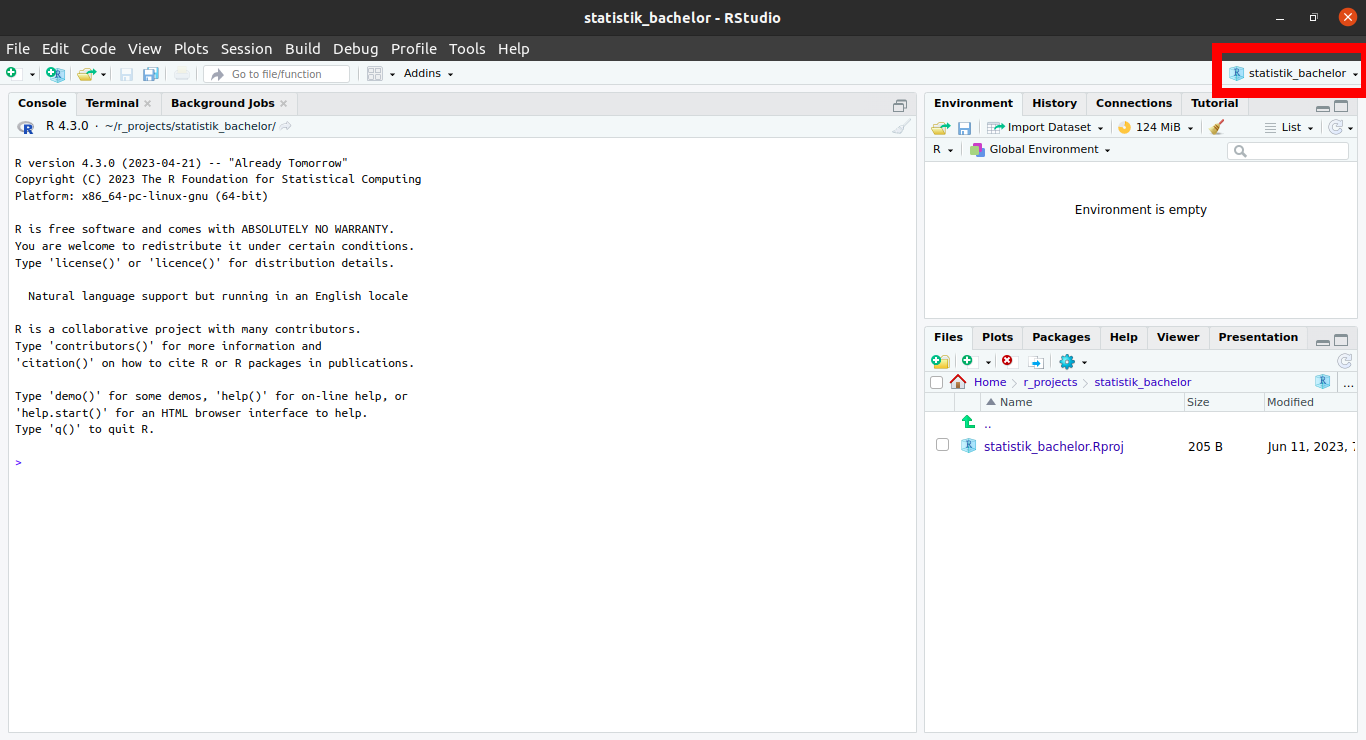 statistik_bachelor - RStudio
File Edit Code View Plots Session Build Debug Profile Tools Help
Go to file/function Addins statistik_bachelor
Console Terminal Background Jobs
R 4.3.0 · ~/r_projects/statistik_bachelor/
R version 4.3.0 (2023-04-21) -- "Already Tomorrow"
Copyright (C) 2023 The R Foundation for Statistical Computing
Platform: x86_64-pc-linux-gnu (64-bit)
R is free software and comes with ABSOLUTELY NO WARRANTY.
You are welcome to redistribute it under certain conditions.
Type 'license()' or 'licence()' for distribution details.
Natural language support but running in an English locale
R is a collaborative project with many contributors.
Type 'contributors()' for more information and
'citation()' on how to cite R or R packages in publications.
Type 'demo()' for some demos, 'help()' for on-line help, or
'help.start()' for an HTML browser interface to help.
Type 'q()' to quit R.
>
Environment History Connections Tutorial
Import Dataset 124 MiB List
R Global Environment
Environment is empty
Files Plots Packages Help Viewer Presentation
Home r_projects statistik_bachelor ...
Name Size Modified
..
statistik_bachelor.Rproj 205 B Jun 11, 2023,